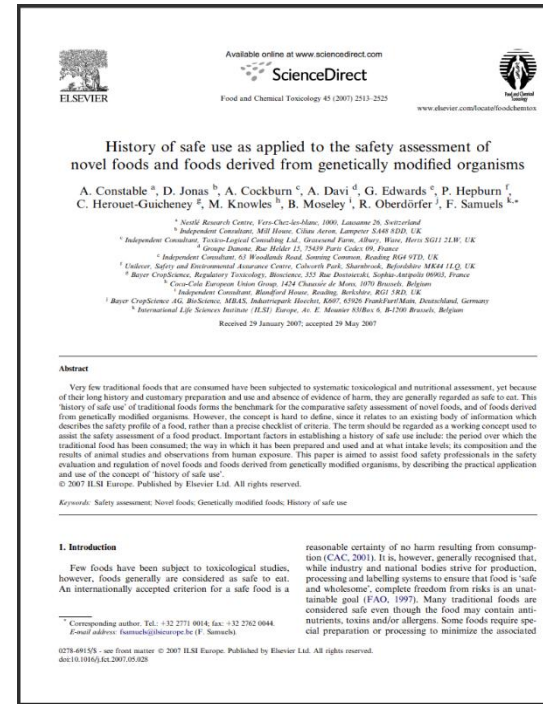 Available online at www.sciencedirect.com
ScienceDirect
ELSEVIER
Food and Chemical Toxicology 45 (2007) 2513–2525
www.elsevier.com/locate/foodchemtox
History of safe use as applied to the safety assessment of
novel foods and foods derived from genetically modified organisms
A. Constable a, D. Jonas b, A. Cockburn c, A. Davi d, G. Edwards e, P. Hepburn f,
C. Herouet-Guicheney g, M. Knowles h, B. Moseley i, R. Oberdörfer j, F. Samuels k,*
a Nestlé Research Centre, Vers-Chez-les-blanc, 1000, Lausanne 26, Switzerland
b Independent Consultant, Mill House, Ciliau Aeron, Lampeter SA48 8DD, UK
c Independent Consultant, Toxico-Logical Consulting Ltd., Gravesend Farm, Albury, Ware, Herts SG11 2LW, UK
d Groupe Danone, Rue Helder 15, 75439 Paris Cedex 09, France
e Independent Consultant, 63 Woodlands Road, Sonning Common, Reading RG4 9TD, UK
f Unilever, Safety and Environmental Assurance Centre, Colworth Park, Sharnbrook, Befordshire MK44 1LQ, UK
g Bayer CropScience, Regulatory Toxicology, Bioscience, 355 Rue Dostoievski, Sophia-Antipolis 06903, France
h Coca-Cole European Union Group, 1424 Chaussée de Mons, 1070 Brussels, Belgium
i Independent Consultant, Blandford House, Reading, Berkshire, RG1 5RD, UK
j Bayer CropScience AG, BioScience, MBAS, Industriepark Hoechst, K607, 65926 FrankFurt/Main, Deutschland, Germany
k International Life Sciences Institute (ILSI) Europe, Av. E. Mounier 83/Box 6, B-1200 Brussels, Belgium
Received 29 January 2007; accepted 29 May 2007
Abstract
Very few traditional foods that are consumed have been subjected to systematic toxicological and nutritional assessment, yet because
of their long history and customary preparation and use and absence of evidence of harm, they are generally regarded as safe to eat. This
'history of safe use' of traditional foods forms the benchmark for the comparative safety assessment of novel foods, and of foods derived
from genetically modified organisms. However, the concept is hard to define, since it relates to an existing body of information which
describes the safety profile of a food, rather than a precise checklist of criteria. The term should be regarded as a working concept used to
assist the safety assessment of a food product. Important factors in establishing a history of safe use include: the period over which the
traditional food has been consumed; the way in which it has been prepared and used and at what intake levels; its composition and the
results of animal studies and observations from human exposure. This paper is aimed to assist food safety professionals in the safety
evaluation and regulation of novel foods and foods derived from genetically modified organisms, by describing the practical application
and use of the concept of 'history of safe use'.
© 2007 ILSI Europe. Published by Elsevier Ltd. All rights reserved.
Keywords: Safety assessment; Novel foods; Genetically modified foods; History of safe use
1. Introduction
Few foods have been subject to toxicological studies,
however, foods generally are considered as safe to eat.
An internationally accepted criterion for a safe food is a
reasonable certainty of no harm resulting from consump-
tion (CAC, 2001). It is, however, generally recognised that,
while industry and national bodies strive for production,
processing and labelling systems to ensure that food is 'safe
and wholesome', complete freedom from risks is an unat-
tainable goal (FAO, 1997). Many traditional foods are
considered safe even though the food may contain anti-
nutrients, toxins and/or allergens. Some foods require spe-
cial preparation or processing to minimize the associated
* Corresponding author. Tel.: +32 2771 0014; fax: +32 2762 0044.
E-mail address: fsamuels@ilsieurope.be (F. Samuels).
0278-6915/$ - see front matter © 2007 ILSI Europe. Published by Elsevier Ltd. All rights reserved.
doi:10.1016/j.fct.2007.05.028